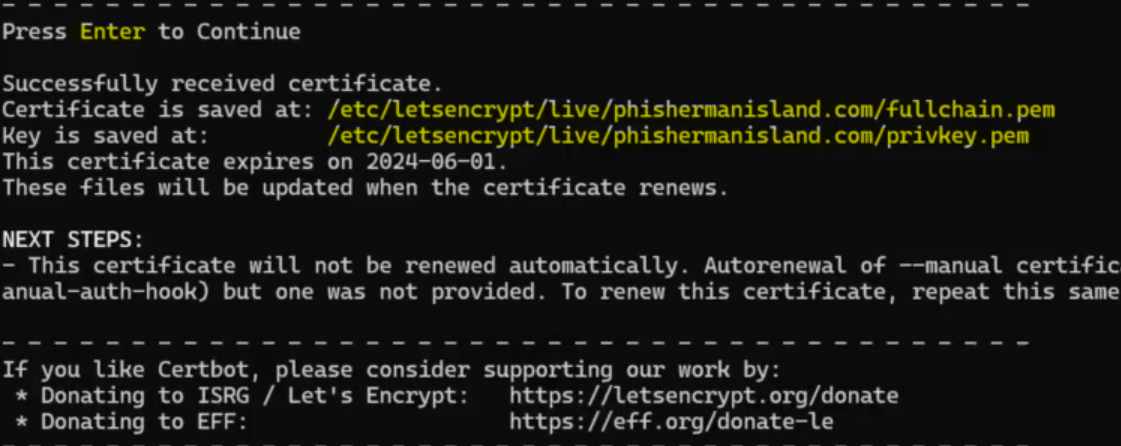 Press Enter to Continue
Successfully received certificate.
Certificate is saved at: /etc/letsencrypt/live/phishermanisland.com/fullchain.pem
Key is saved at: /etc/letsencrypt/live/phishermanisland.com/privkey.pem
This certificate expires on 2024-06-01.
These files will be updated when the certificate renews.
NEXT STEPS:
- This certificate will not be renewed automatically. Autorenewal of --manual certific
anual-auth-hook) but one was not provided. To renew this certificate, repeat this same
If you like Certbot, please consider supporting our work by:
* Donating to ISRG / Let's Encrypt: https://letsencrypt.org/donate
* Donating to EFF: https://eff.org/donate-le